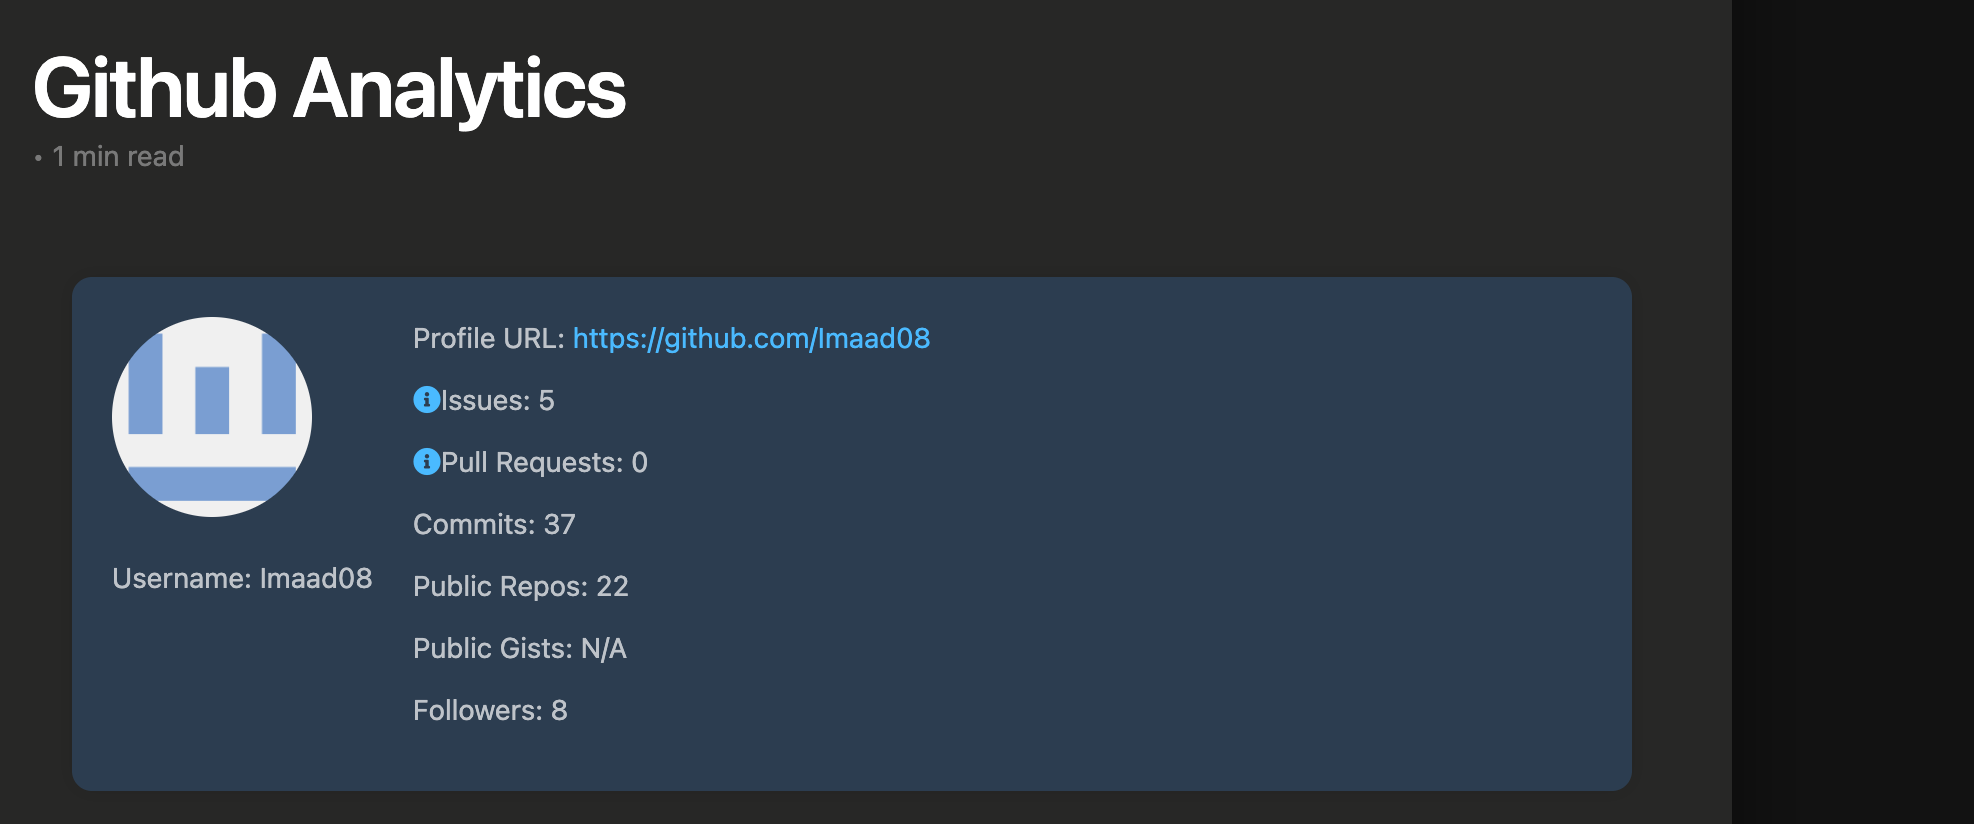 Github Analytics
• 1 min read
Profile URL: https://github.com/Imaad08
Issues: 5
Pull Requests: 0
Commits: 37
Username: Imaad08
Public Repos: 22
Public Gists: N/A
Followers: 8